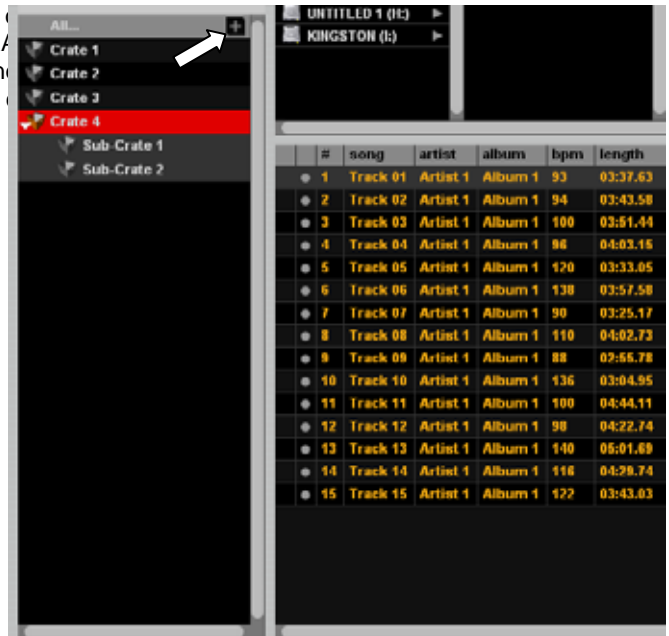 All...
+
Crate 1
Crate 2
Crate 3
Crate 4
Sub-Crate 1
Sub-Crate 2
UNTITLED 1 (H:)
KINGSTON (I:)
# song artist album bpm length
1 Track 01 Artist 1 Album 1 93 03:37.63
2 Track 02 Artist 1 Album 1 94 03:43.58
3 Track 03 Artist 1 Album 1 100 03:51.44
4 Track 04 Artist 1 Album 1 96 04:03.15
5 Track 05 Artist 1 Album 1 120 03:33.05
6 Track 06 Artist 1 Album 1 138 03:57.58
7 Track 07 Artist 1 Album 1 90 03:25.17
8 Track 08 Artist 1 Album 1 110 04:02.73
9 Track 09 Artist 1 Album 1 88 02:55.78
10 Track 10 Artist 1 Album 1 136 03:04.95
11 Track 11 Artist 1 Album 1 100 04:44.11
12 Track 12 Artist 1 Album 1 98 04:22.74
13 Track 13 Artist 1 Album 1 140 05:01.69
14 Track 14 Artist 1 Album 1 116 04:29.74
15 Track 15 Artist 1 Album 1 122 03:43.03